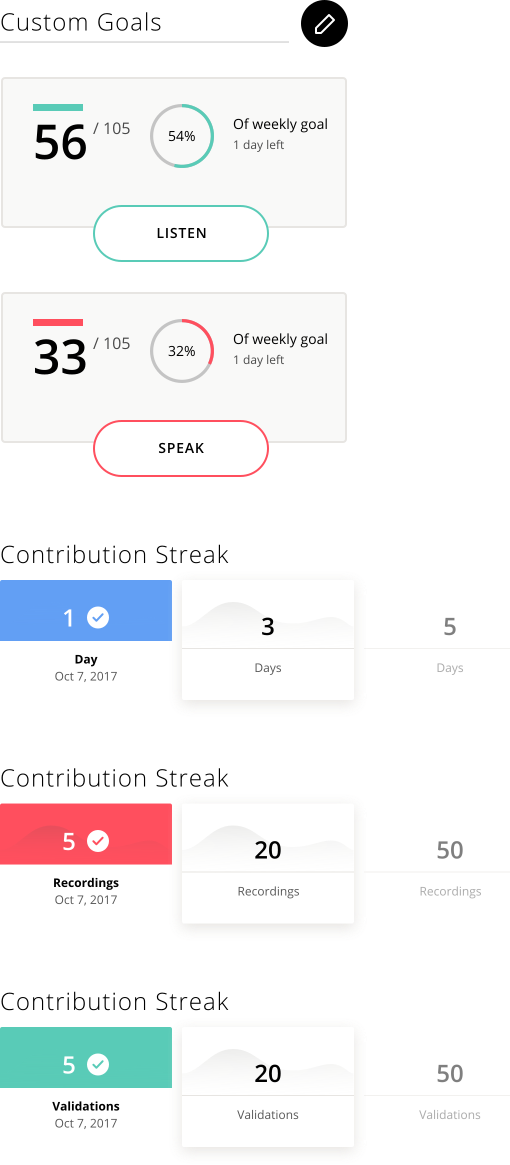 Custom Goals
56 / 105
54%
Of weekly goal
1 day left
LISTEN
33 / 105
32%
Of weekly goal
1 day left
SPEAK
Contribution Streak
1 3 5
Day Days Days
Oct 7, 2017
Contribution Streak
5 20 50
Recordings Recordings Recordings
Oct 7, 2017
Contribution Streak
5 20 50
Validations Validations Validations
Oct 7, 2017